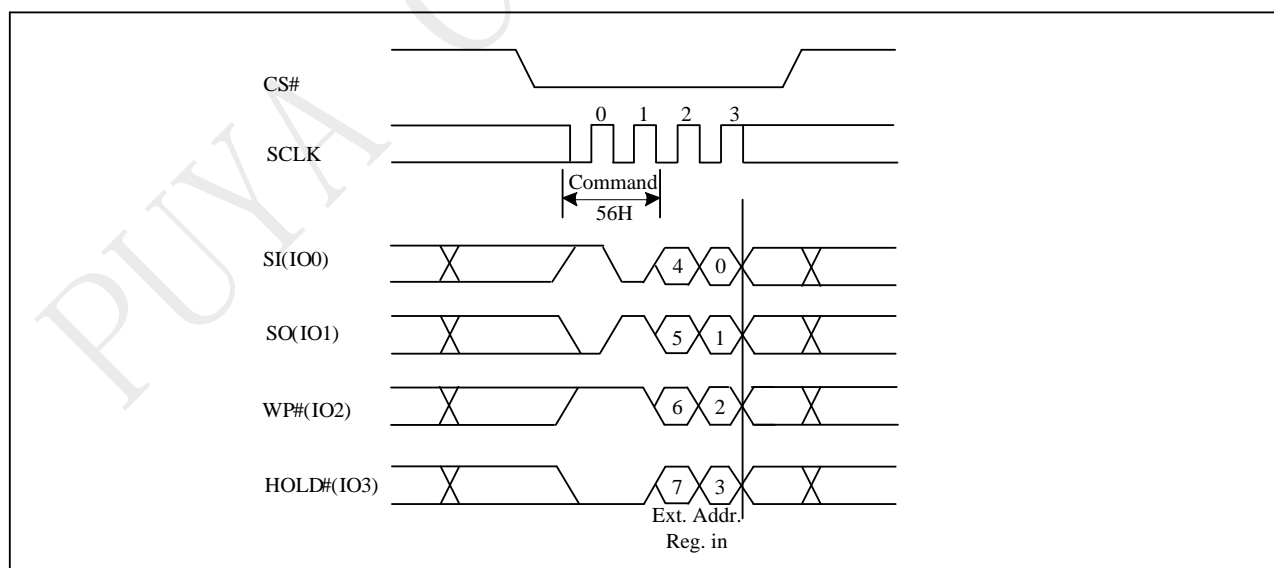 PUYA
CS#
0 1 2 3
SCLK
Command
56H
SI(IO0)
4 0
SO(IO1)
5 1
WP#(IO2)
6 2
HOLD#(IO3)
7 3
Ext. Addr.
Reg. in